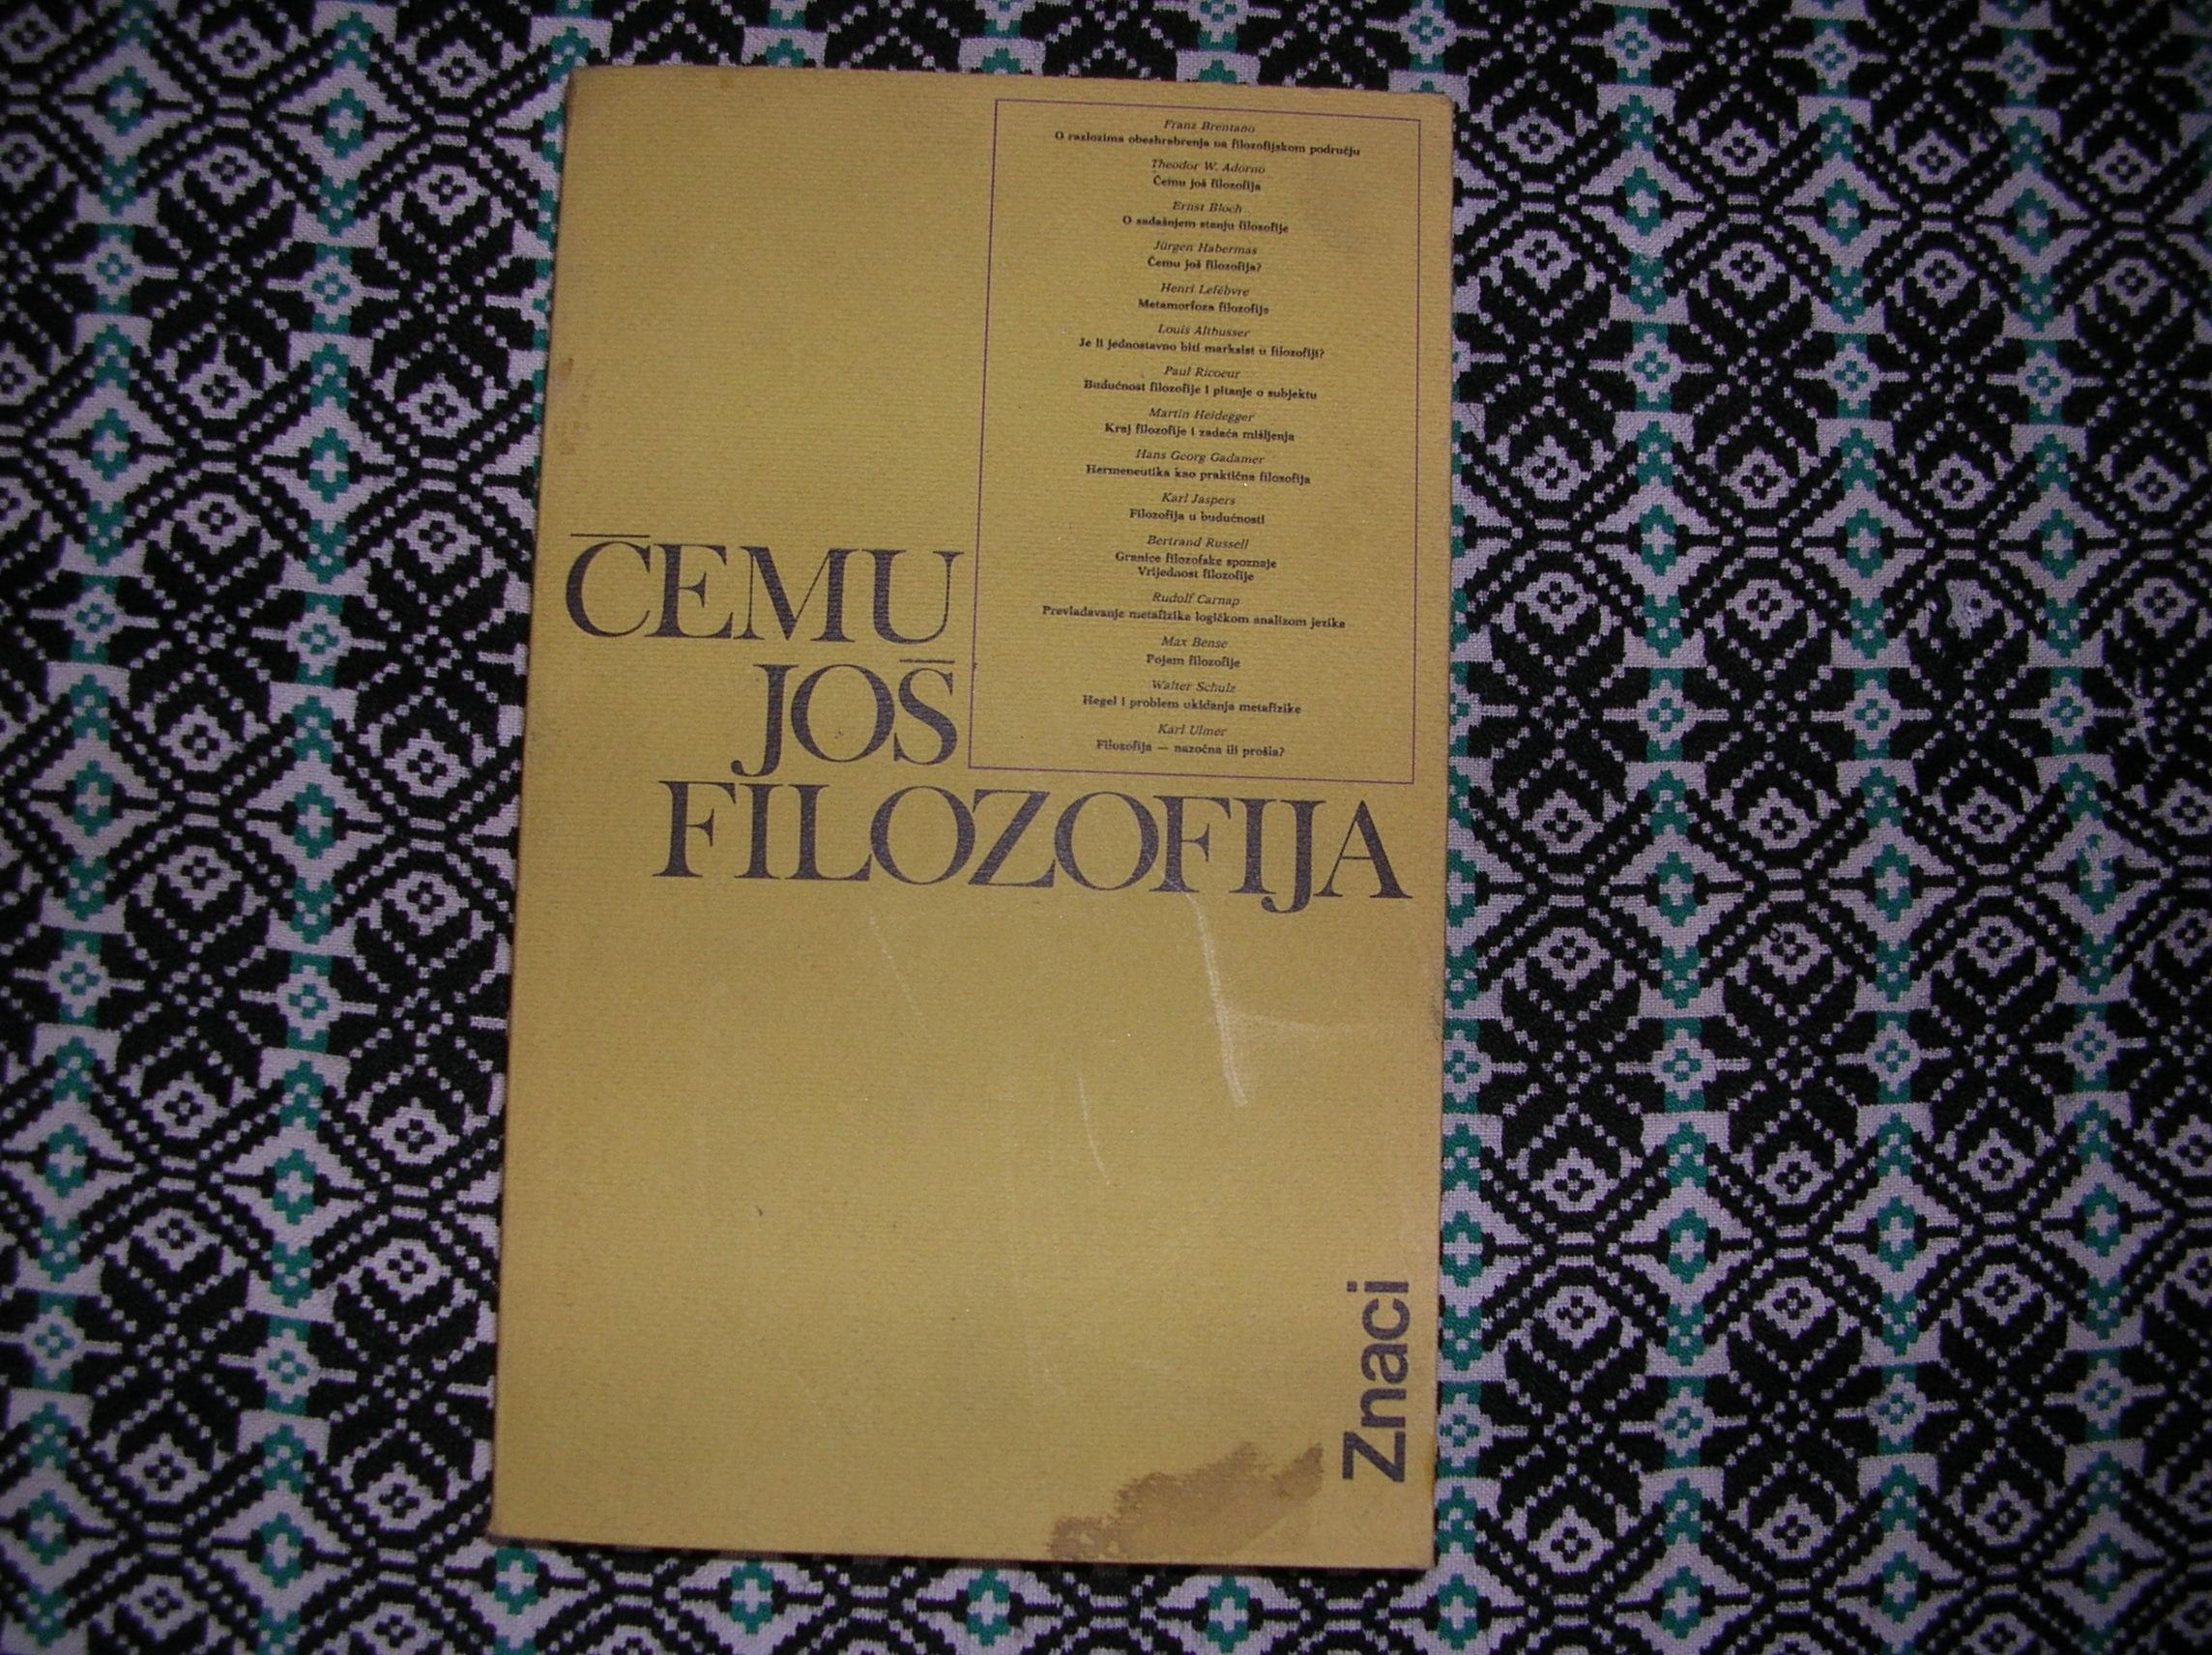 Franz Brentano
O razlozima obeshrabrenja na filozofijskom području
Theodor W. Adorno
Čemu još filozofija
Ernst Bloch
O sadašnjem stanju filozofije
Jürgen Habermas
Čemu još filozofija?
Henri Lefèbvre
Metamorfoza filozofije
Louis Althusser
Je li jednostavno biti marksist u filozofiji?
Paul Ricoeur
Budućnost filozofije i pitanje o subjektu
Martin Heidegger
Kraj filozofije i zadaća mišljenja
Hans Georg Gadamer
Hermeneutika kao praktična filozofija
Karl Jaspers
Filozofija u budućnosti
Bertrand Russell
Granice filozofske spoznaje
Vrijednost filozofije
Rudolf Carnap
Prevladavanje metafizike logičkom analizom jezika
Max Bense
Pojam filozofije
Walter Schulz
Hegel i problem ukidanja metafizike
Karl Ulmer
Filozofija — nazočna ili prošla?
ČEMU
JOŠ
FILOZOFIJA
Znaci